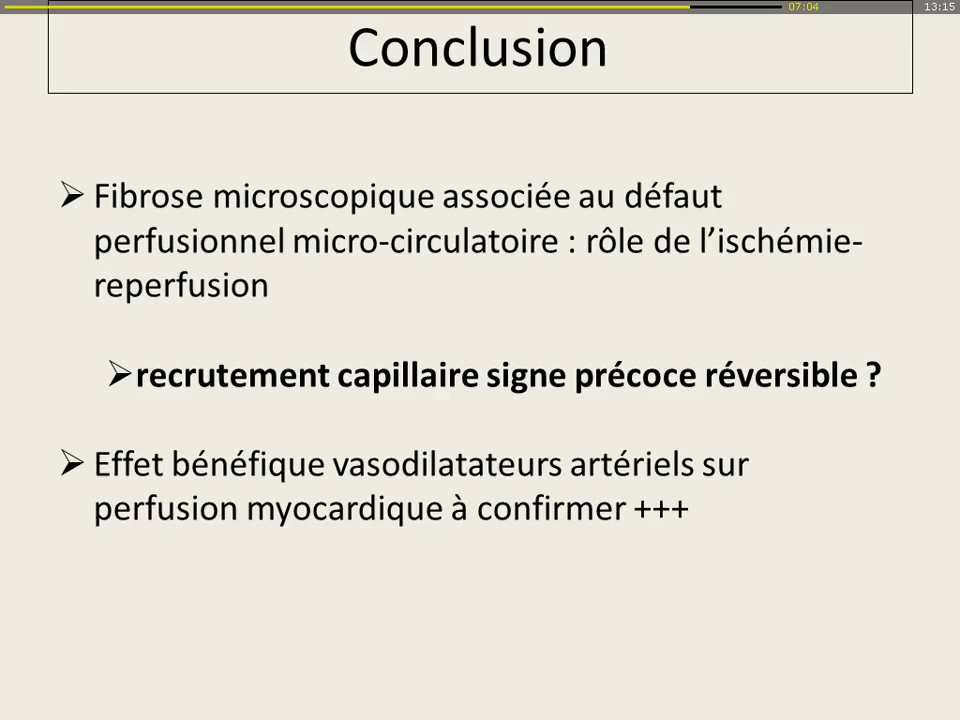 07:04 13:15
Conclusion
Fibrose microscopique associée au défaut
perfusionnel micro-circulatoire : rôle de l’ischémie-
reperfusion
recrutement capillaire signe précoce réversible ?
Effet bénéfique vasodilatateurs artériels sur
perfusion myocardique à confirmer +++